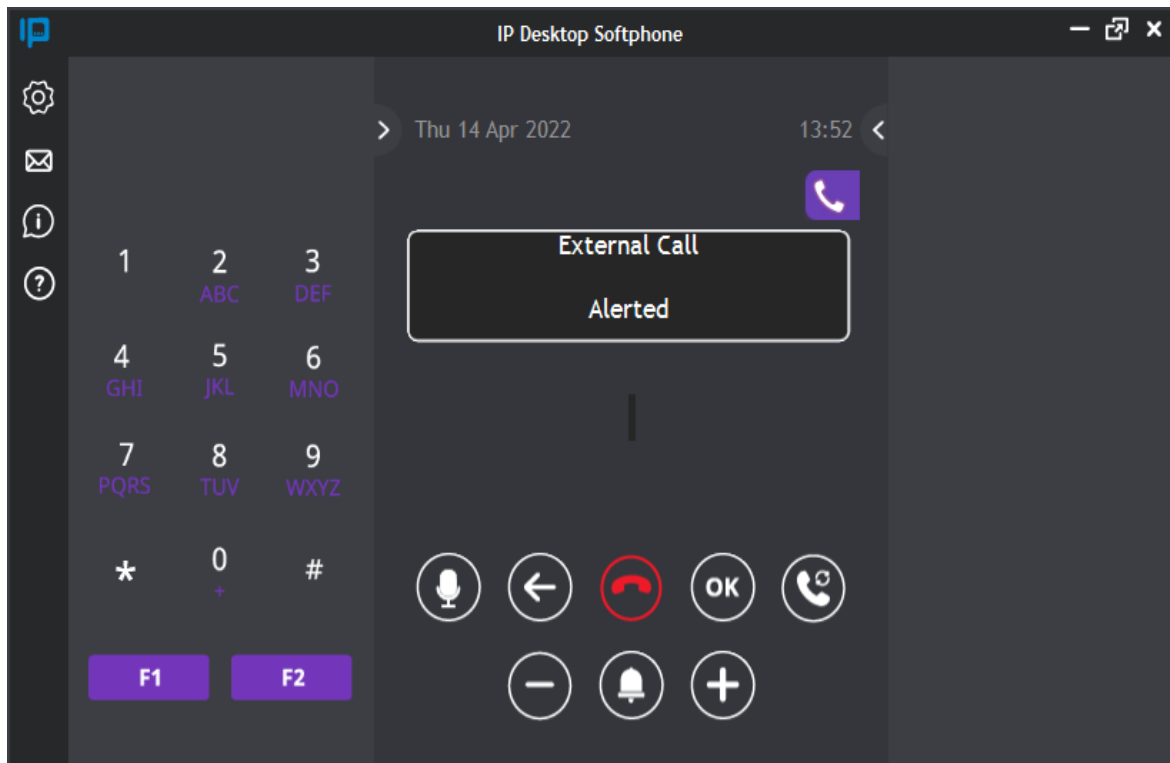 IP
IP Desktop Softphone
Thu 14 Apr 2022 13:52
External Call
Alerted
1 2 3
ABC DEF
4 5 6
GHI JKL MNO
7 8 9
PQRS TUV WXYZ
* 0 #
+
OK
F1 F2